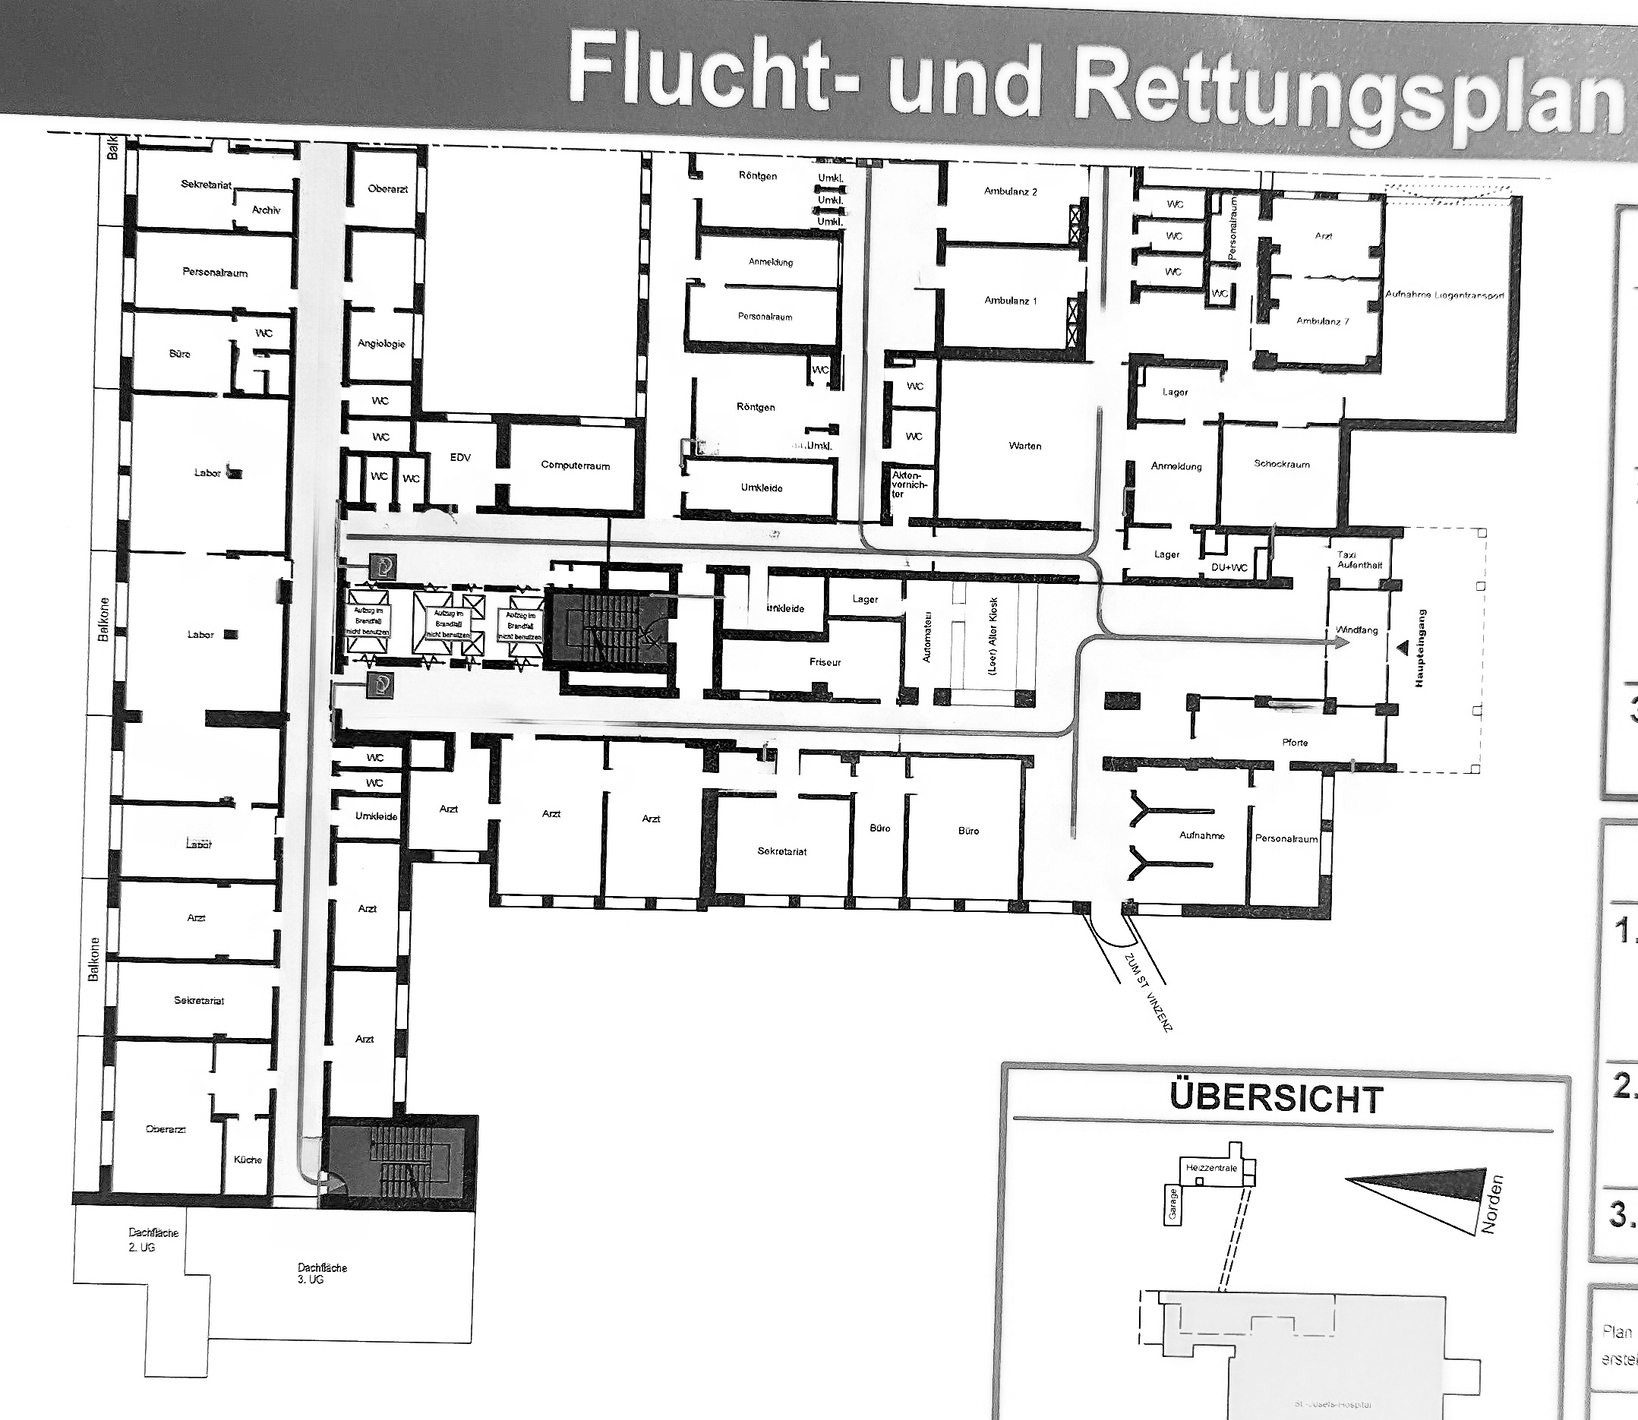 Flucht- und Rettungsplan
Sekretariat
Archiv
Oberarzt
Personalraum
Büro
WC
Angiologie
WC
WC
WC
WC
EDV
Computerraum
Labor
Labor
Balkone
Balkone
Röntgen
Umkl.
Umkl.
Umkl.
Anmeldung
Personalraum
WC
Röntgen
Umkl.
Umkleide
Ambulanz 2
Ambulanz 1
WC
WC
Akten-
vernich-
ter
Warten
WC
WC
WC
Personalraum
WC
Arzt
Ambulanz 7
Aufnahme Liegentransport
Lager
Anmeldung
Schockraum
Lager
DU+WC
Taxi
Aufenthalt
Windfang
Haupteingang
Pforte
Aufzug im
Brandfall
nicht benutzen
Aufzug im
Brandfall
nicht benutzen
Aufzug im
Brandfall
nicht benutzen
Lager
Friseur
Automaten
(Leer) Alter Kiosk
WC
WC
Umkleide
Arzt
Arzt
Arzt
Sekretariat
Büro
Büro
Aufnahme
Personalraum
Labor
Arzt
Arzt
Sekretariat
Arzt
Oberarzt
Küche
ZUM ST. VINZENZ
Dachfläche
2. UG
Dachfläche
3. UG
ÜBERSICHT
Heizzentrale
Garage
Norden
St.-Josefs-Hospital
1.
2.
3.
Plan